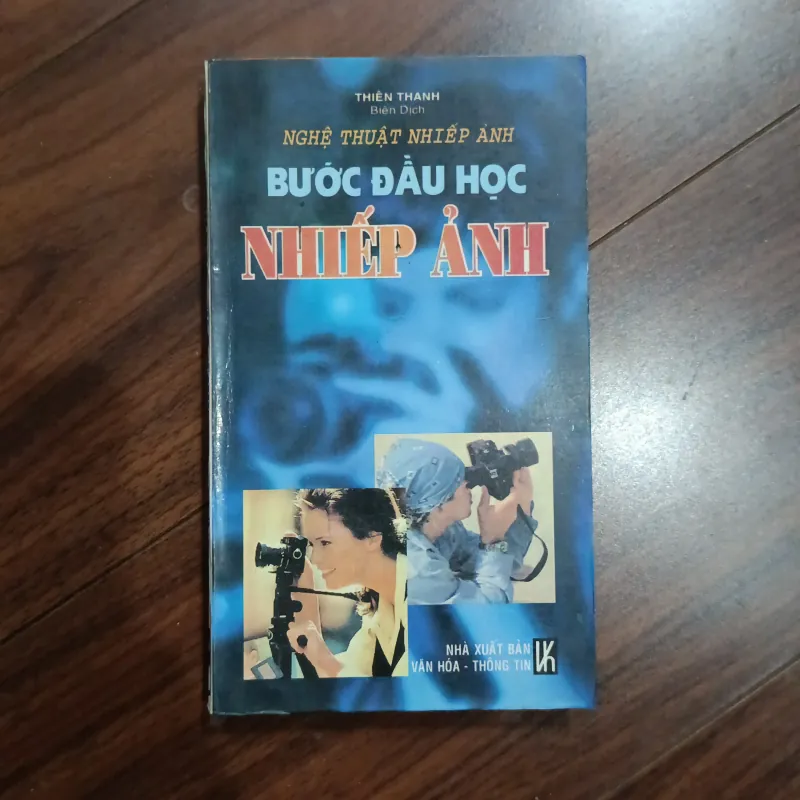 THIÊN THANH
Biên Dịch
NGHỆ THUẬT NHIẾP ẢNH
BƯỚC ĐẦU HỌC
NHIẾP ẢNH
NHÀ XUẤT BẢN
VĂN HÓA - THÔNG TIN